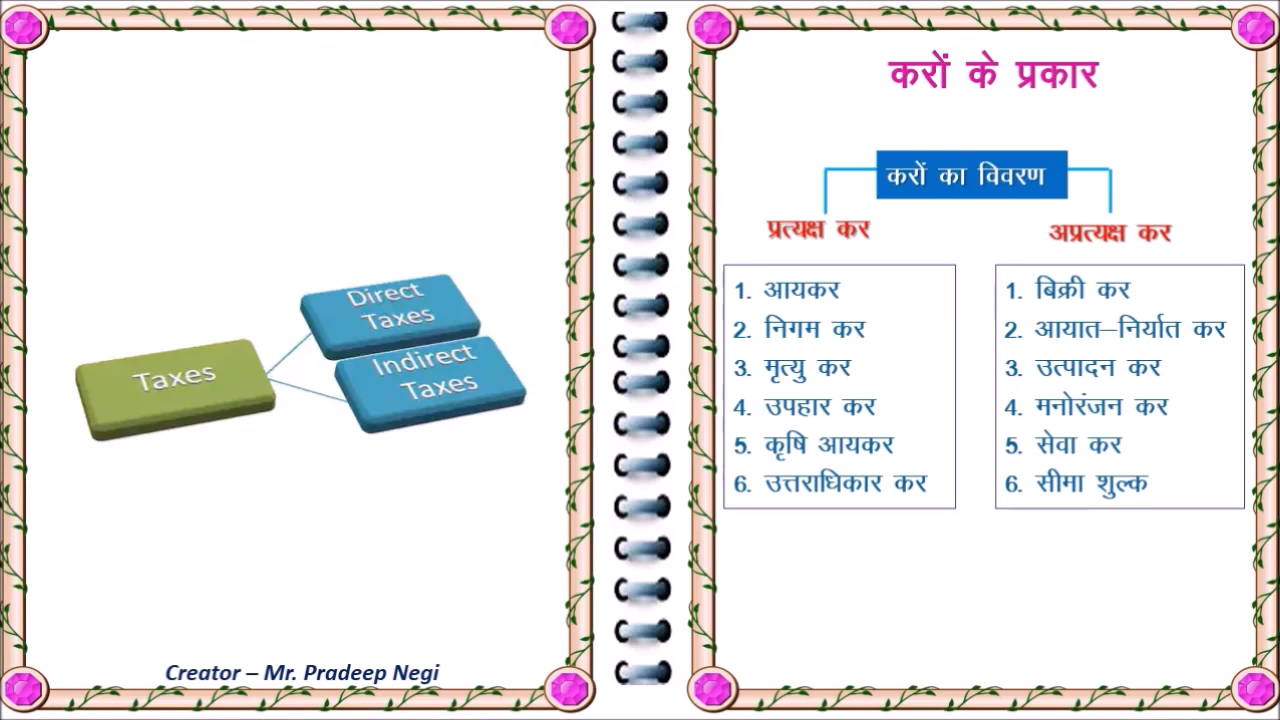 Direct
Taxes
Taxes
Indirect
Taxes
Creator – Mr. Pradeep Negi
करों के प्रकार
करों का विवरण
प्रत्यक्ष कर
1. आयकर
2. निगम कर
3. मृत्यु कर
4. उपहार कर
5. कृषि आयकर
6. उत्तराधिकार कर
अप्रत्यक्ष कर
1. बिक्री कर
2. आयात–निर्यात कर
3. उत्पादन कर
4. मनोरंजन कर
5. सेवा कर
6. सीमा शुल्क